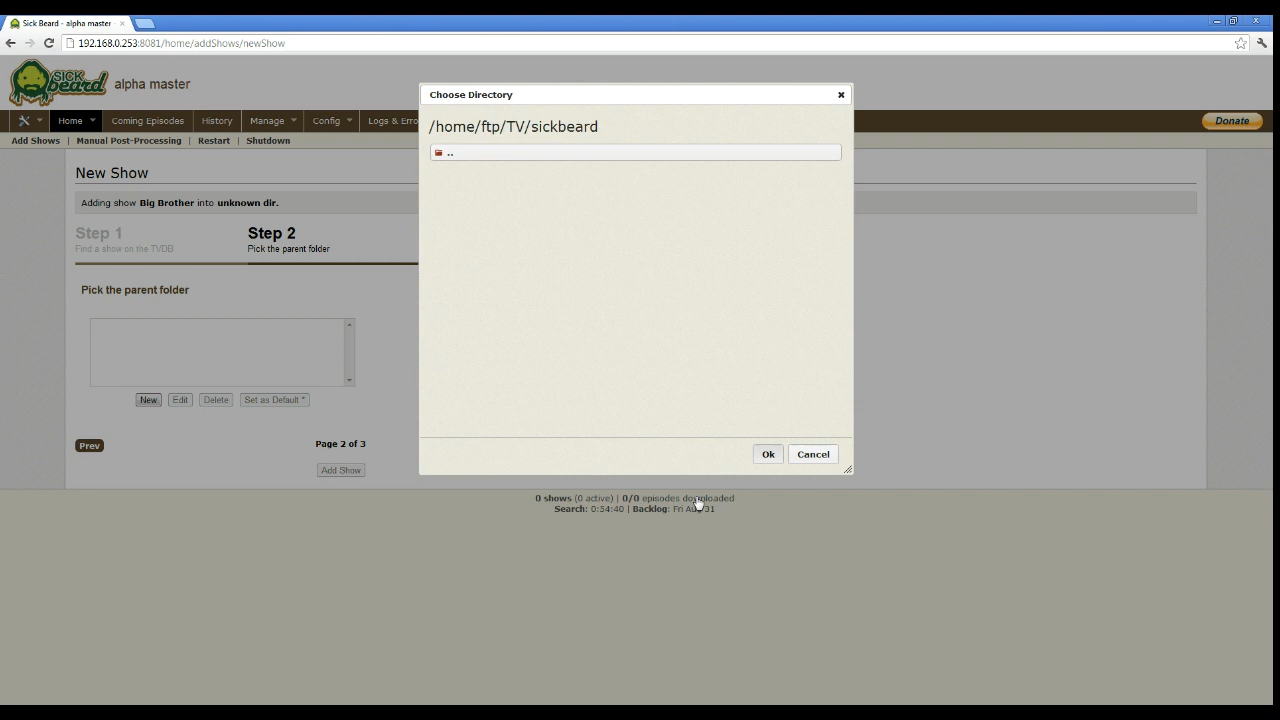 Sick Beard - alpha master
192.168.0.253:8081/home/addShows/newShow
SICK beard alpha master
Home Coming Episodes History Manage Config Logs & Erro Donate
Add Shows | Manual Post-Processing | Restart | Shutdown
New Show
Adding show Big Brother into unknown dir.
Step 1
Find a show on the TVDB
Step 2
Pick the parent folder
Pick the parent folder
New Edit Delete Set as Default *
Prev
Page 2 of 3
Add Show
Choose Directory
/home/ftp/TV/sickbeard
..
Ok Cancel
0 shows (0 active) | 0/0 episodes downloaded
Search: 0:54:40 | Backlog: Fri Aug 31